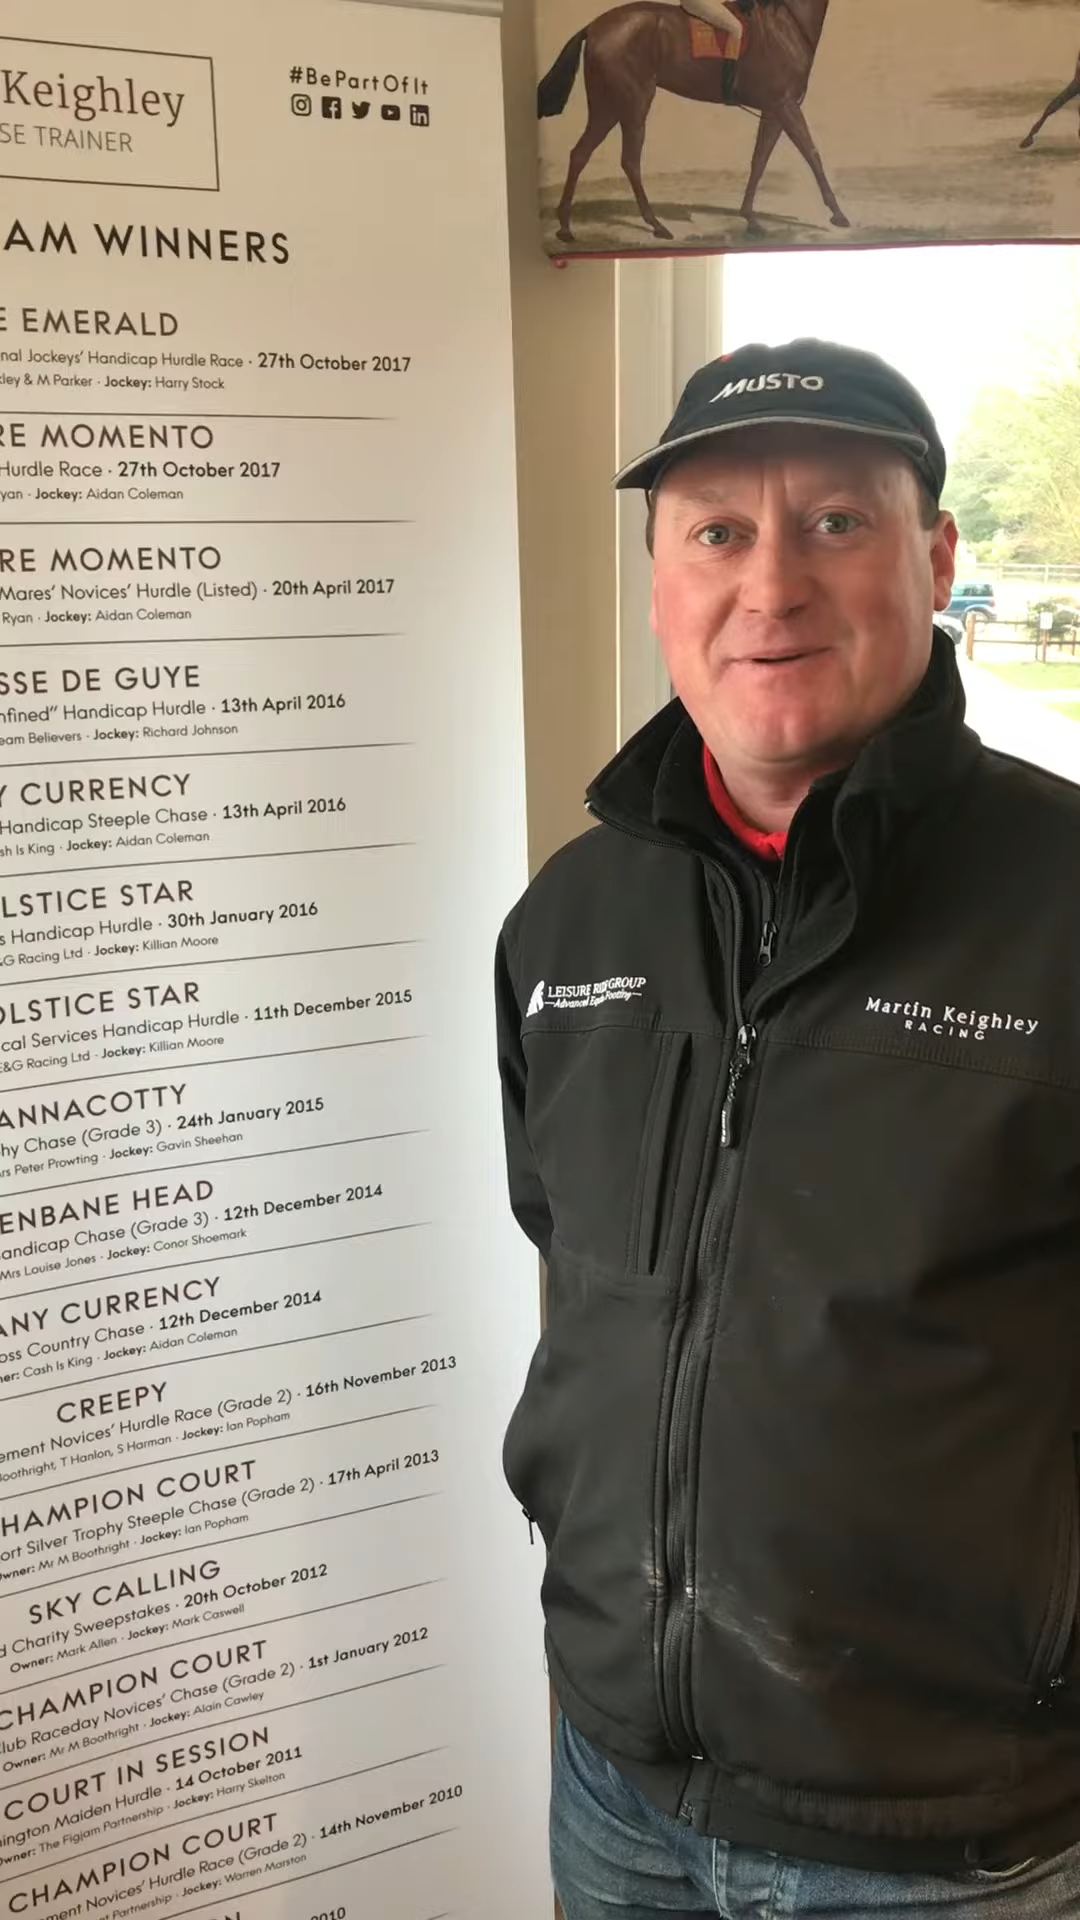 Keighley
SE TRAINER
#BePartOfIt
AM WINNERS
E EMERALD
nal Jockeys' Handicap Hurdle Race · 27th October 2017
ley & M Parker · Jockey: Harry Stock
RE MOMENTO
Hurdle Race · 27th October 2017
yan · Jockey: Aidan Coleman
RE MOMENTO
Mares' Novices' Hurdle (Listed) · 20th April 2017
Ryan · Jockey: Aidan Coleman
SSE DE GUYE
nfined" Handicap Hurdle · 13th April 2016
eam Believers · Jockey: Richard Johnson
Y CURRENCY
Handicap Steeple Chase · 13th April 2016
sh Is King · Jockey: Aidan Coleman
LSTICE STAR
s Handicap Hurdle · 30th January 2016
&G Racing Ltd · Jockey: Killian Moore
OLSTICE STAR
cal Services Handicap Hurdle · 11th December 2015
E&G Racing Ltd · Jockey: Killian Moore
ANNACOTTY
hy Chase (Grade 3) · 24th January 2015
rs Peter Prowting · Jockey: Gavin Sheehan
ENBANE HEAD
andicap Chase (Grade 3) · 12th December 2014
Mrs Louise Jones · Jockey: Conor Shoemark
ANY CURRENCY
oss Country Chase · 12th December 2014
ner: Cash Is King · Jockey: Aidan Coleman
CREEPY
ement Novices' Hurdle Race (Grade 2) · 16th November 2013
oothright, T Hanlon, S Harman · Jockey: Ian Popham
HAMPION COURT
ort Silver Trophy Steeple Chase (Grade 2) · 17th April 2013
wner: Mr M Boothright · Jockey: Ian Popham
SKY CALLING
d Charity Sweepstakes · 20th October 2012
Owner: Mark Allen · Jockey: Mark Caswell
CHAMPION COURT
lub Raceday Novices' Chase (Grade 2) · 1st January 2012
Owner: Mr M Boothright · Jockey: Alain Cawley
COURT IN SESSION
ington Maiden Hurdle · 14 October 2011
wner: The Figjam Partnership · Jockey: Harry Skelton
CHAMPION COURT
ment Novices' Hurdle Race (Grade 2) · 14th November 2010
Partnership · Jockey: Warren Marston
2010
MUSTO
LEISURE RIDE GROUP
Advanced Equine Footing
Martin Keighley
RACING